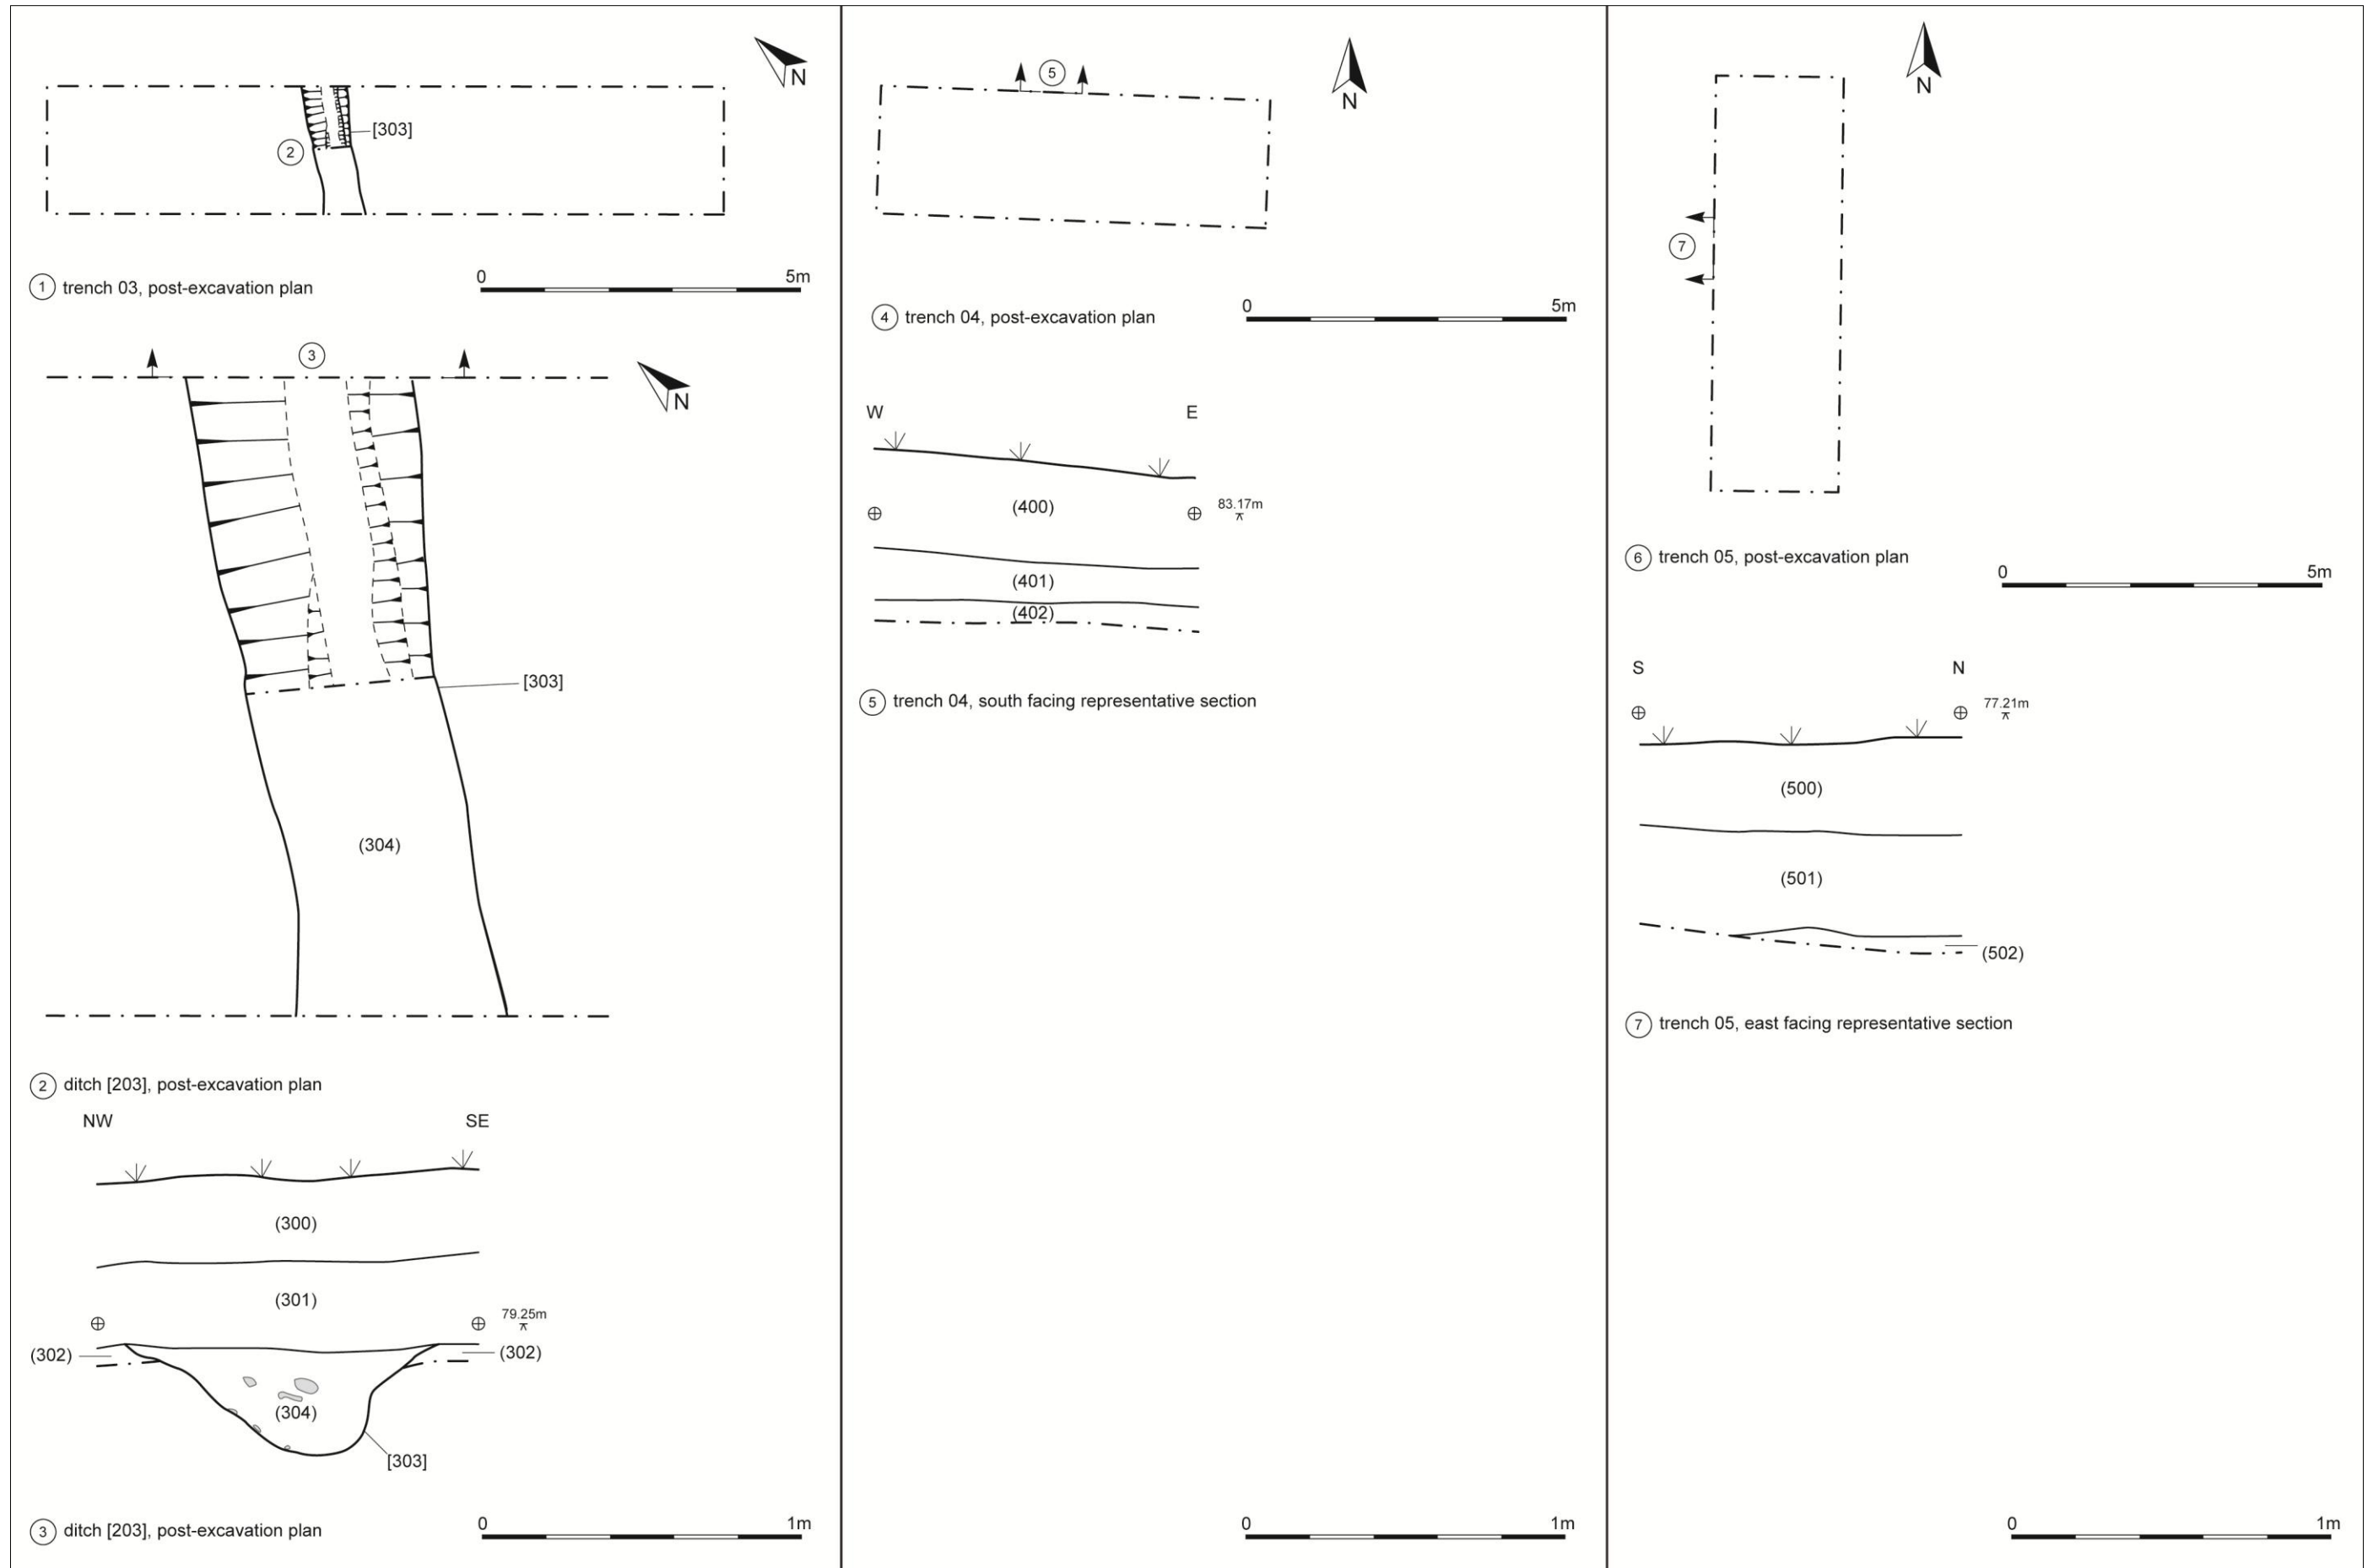 N
[303]
2
0 5m
1 trench 03, post-excavation plan
3
N
[303]
(304)
2 ditch [203], post-excavation plan
NW SE
(300)
(301)
79.25m
(302) (302)
(304)
[303]
3 ditch [203], post-excavation plan
0 1m
5
N
0 5m
4 trench 04, post-excavation plan
W E
(400)
83.17m
(401)
(402)
5 trench 04, south facing representative section
0 1m
N
7
6 trench 05, post-excavation plan
0 5m
S N
77.21m
(500)
(501)
(502)
7 trench 05, east facing representative section
0 1m